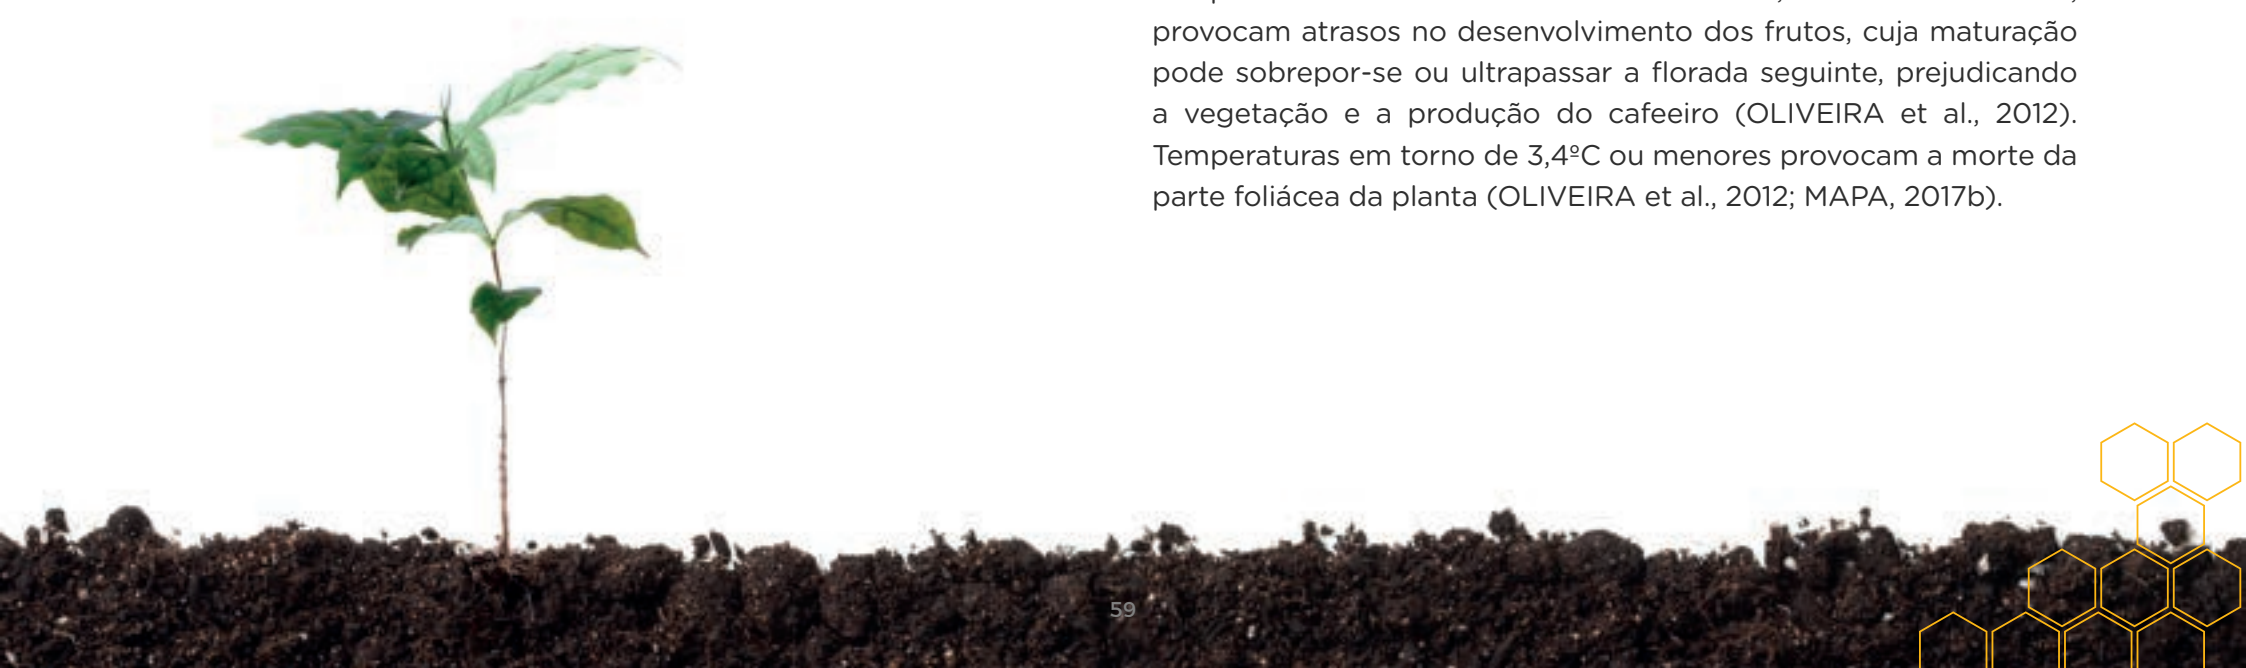 provocam atrasos no desenvolvimento dos frutos, cuja maturação
pode sobrepor-se ou ultrapassar a florada seguinte, prejudicando
a vegetação e a produção do cafeeiro (OLIVEIRA et al., 2012).
Temperaturas em torno de 3,4ºC ou menores provocam a morte da
parte foliácea da planta (OLIVEIRA et al., 2012; MAPA, 2017b).
59